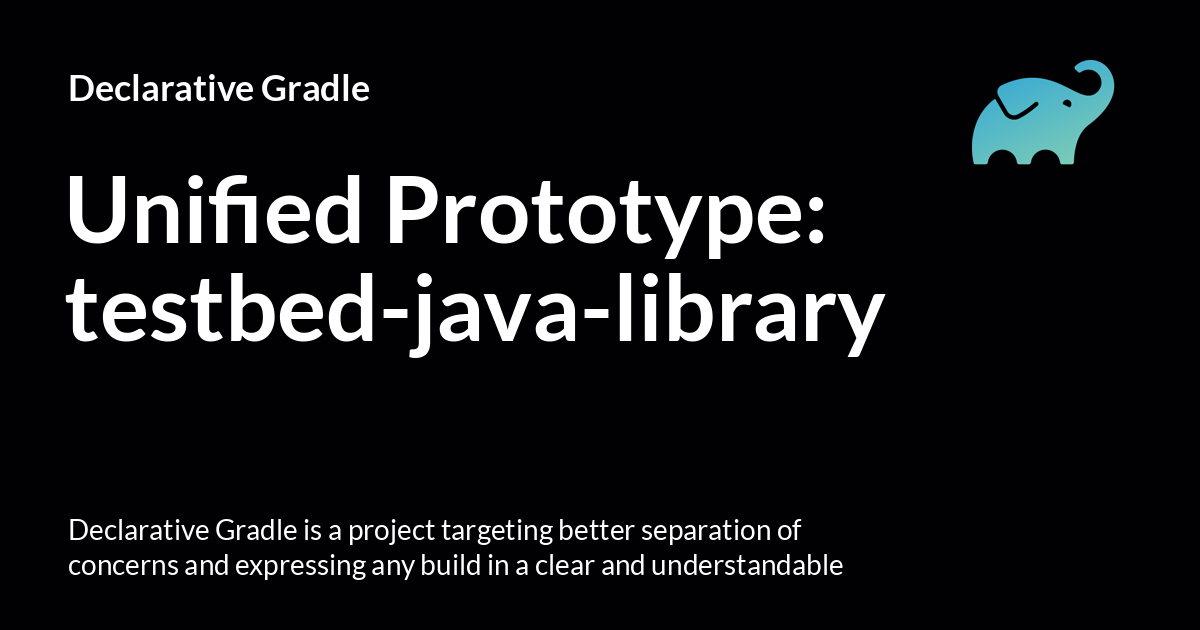 Declarative Gradle
Unified Prototype:
testbed-java-library
Declarative Gradle is a project targeting better separation of
concerns and expressing any build in a clear and understandable